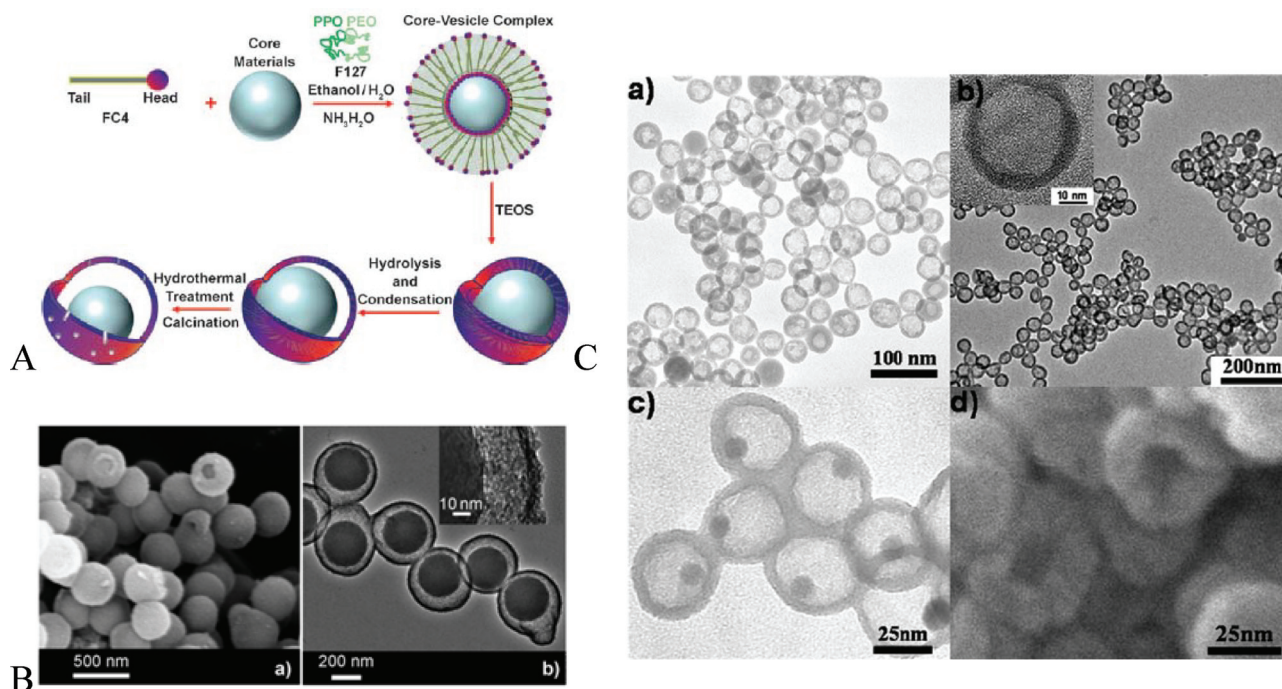 A
PPO PEO
F127
Ethanol/H₂O
NH₃H₂O
Core
Materials
Core-Vesicle Complex
Tail
Head
FC4
+
TEOS
Hydrolysis
and
Condensation
Hydrothermal
Treatment
Calcination
B
500 nm
a)
10 nm
200 nm
b)
C
a)
100 nm
b)
10 nm
200nm
c)
25nm
d)
25nm